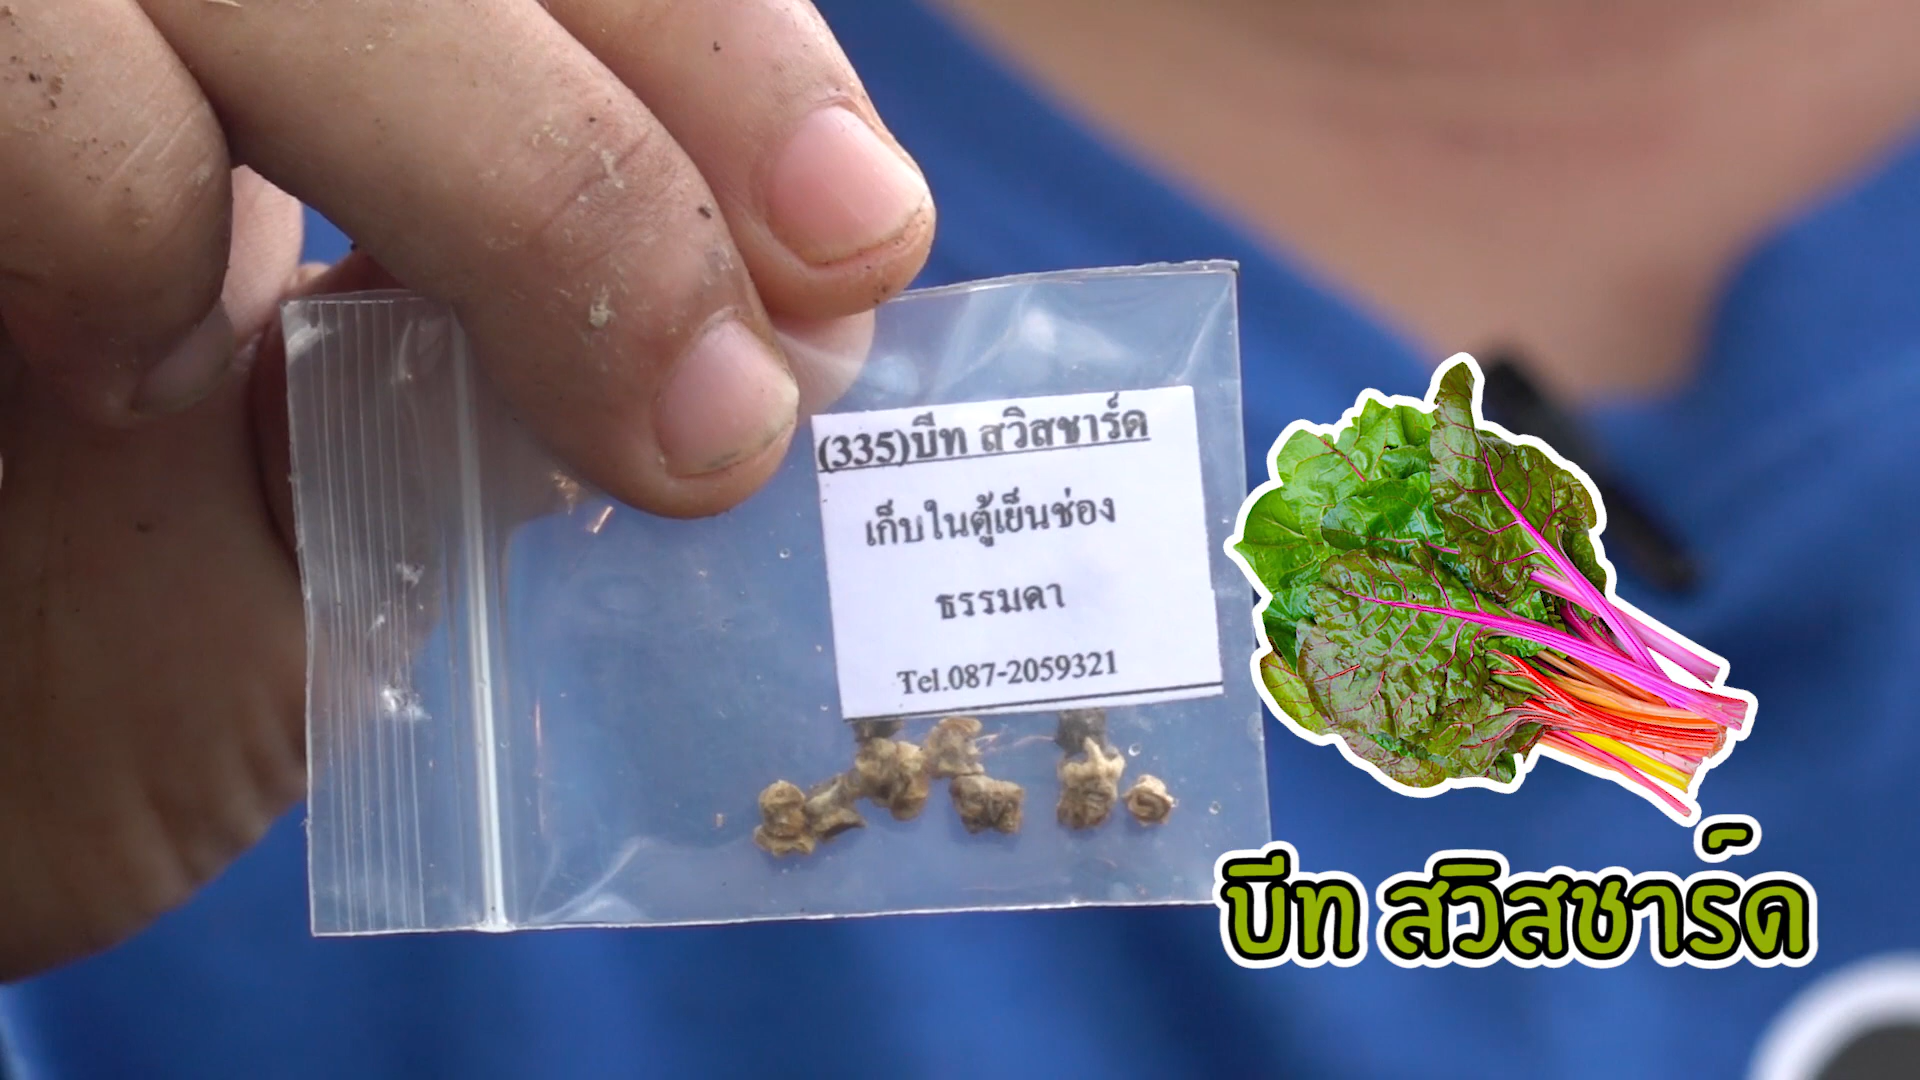 (335)บีท สวิสชาร์ด
เก็บในตู้เย็นช่อง
ธรรมดา
Tel.087-2059321
บีท สวิสชาร์ด